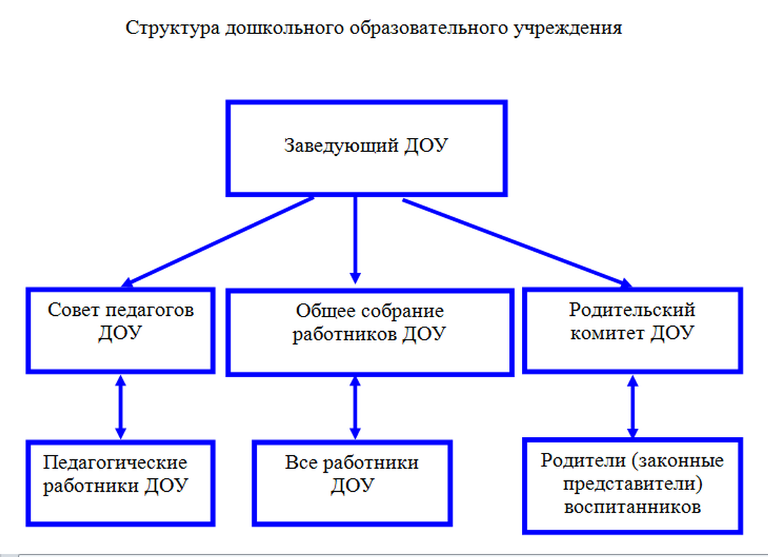 Структура дошкольного образовательного учреждения
Заведующий ДОУ
Совет педагогов
ДОУ
Общее собрание
работников ДОУ
Родительский
комитет ДОУ
Педагогические
работники ДОУ
Все работники
ДОУ
Родители (законные
представители)
воспитанников